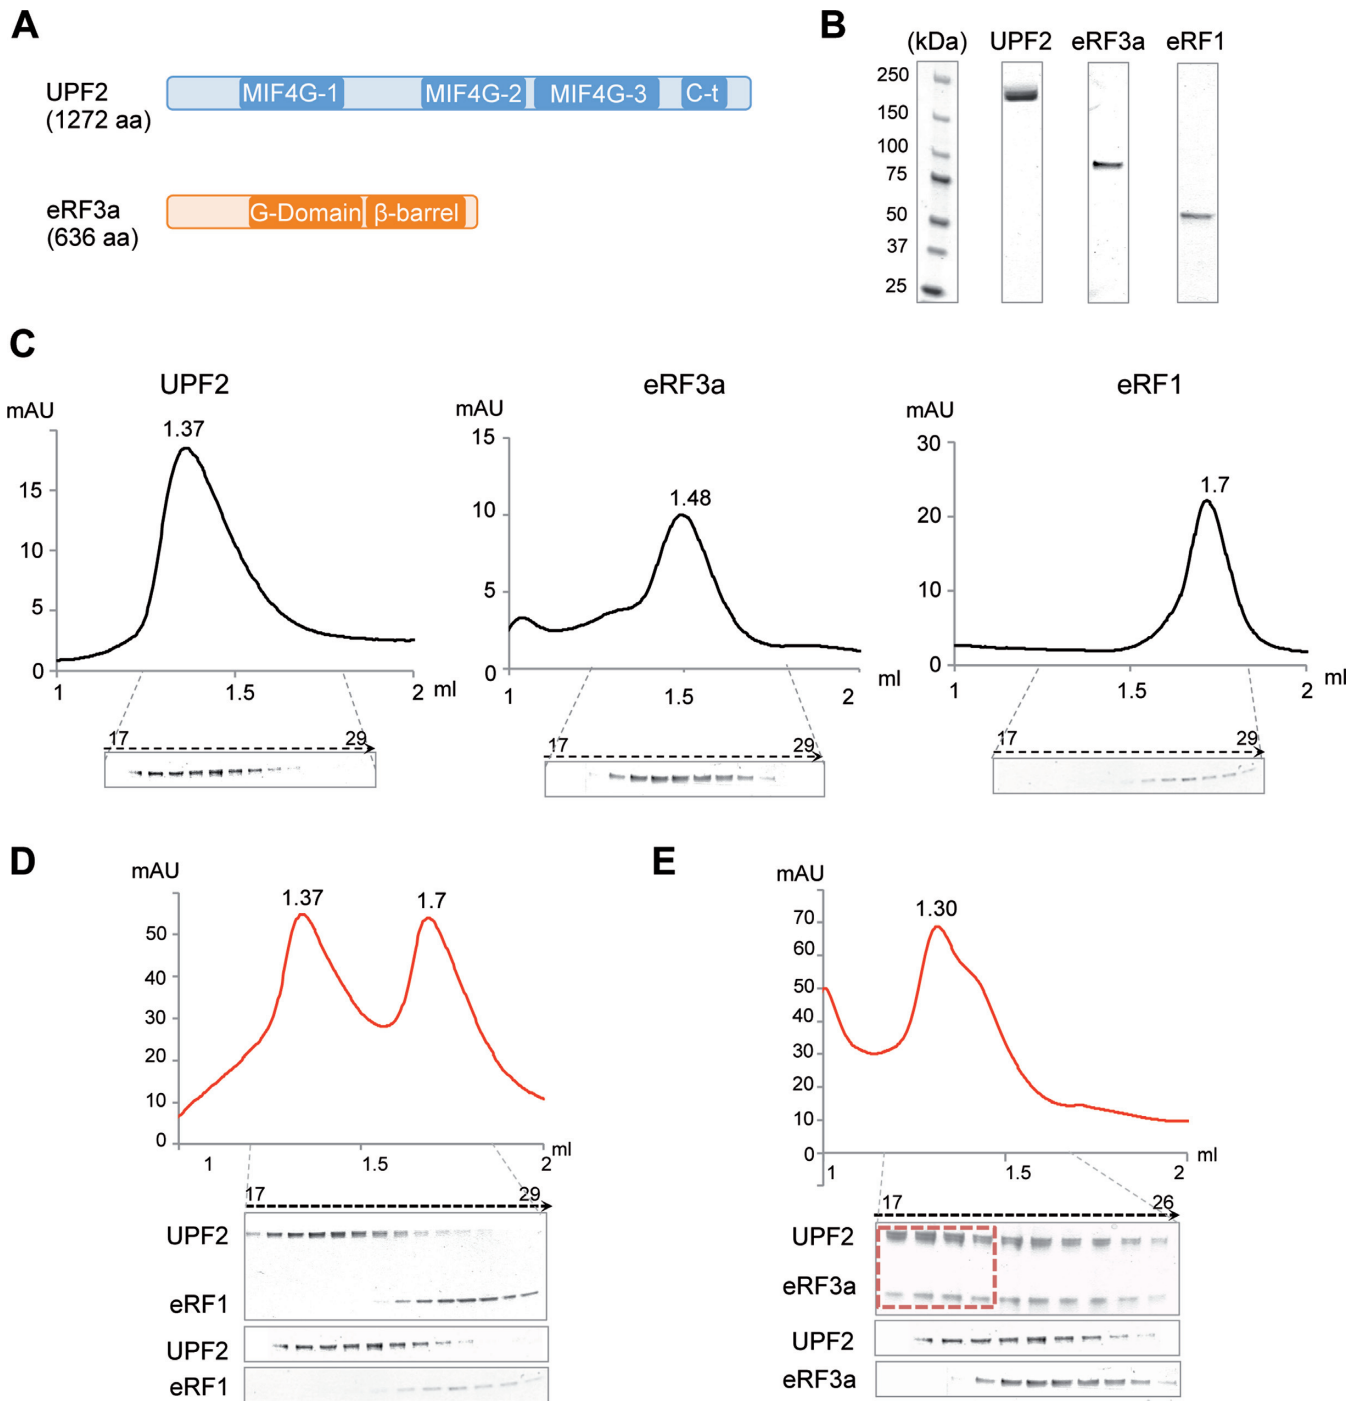 A
UPF2
(1272 aa)
MIF4G-1 MIF4G-2 MIF4G-3 C-t
eRF3a
(636 aa)
G-Domain β-barrel
B
(kDa) UPF2 eRF3a eRF1
250
150
100
75
50
37
25
C
UPF2
mAU
1.37
15
10
5
0
1 1.5 2 ml
17 29
eRF3a
mAU
15
1.48
10
5
0
1 1.5 2 ml
17 29
eRF1
mAU
30
1.7
20
10
0
1 1.5 2 ml
17 29
D
mAU
1.37 1.7
50
40
30
20
10
0
1 1.5 2 ml
17 29
UPF2
eRF1
UPF2
eRF1
E
mAU
1.30
70
60
50
40
30
20
10
0
1 1.5 2 ml
17 26
UPF2
eRF3a
UPF2
eRF3a